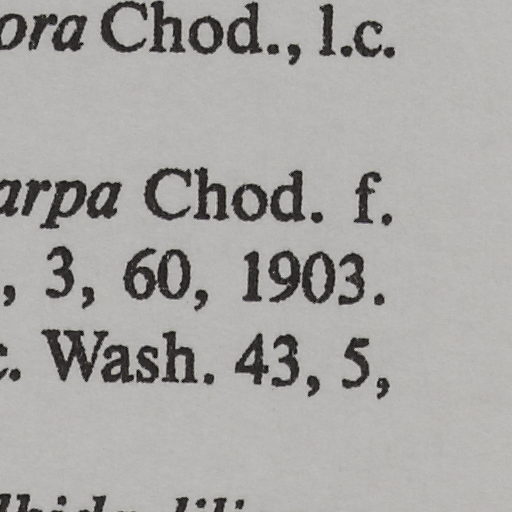 ora Chod., l.c.
arpa Chod. f.
, 3, 60, 1903.
c. Wash. 43, 5,